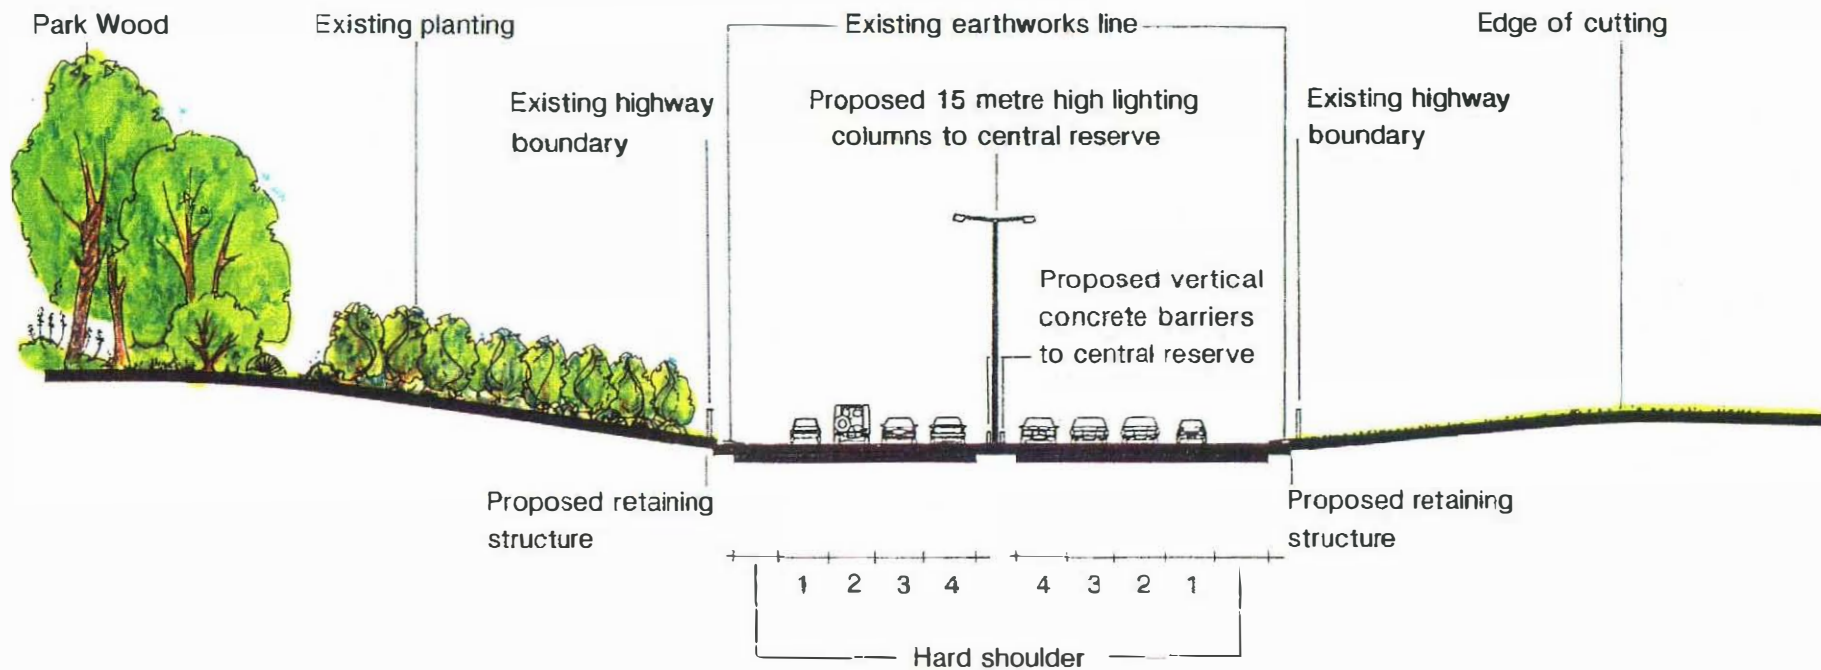 Park Wood
Existing planting
Existing earthworks line
Edge of cutting
Existing highway
boundary
Proposed 15 metre high lighting
columns to central reserve
Existing highway
boundary
Proposed vertical
concrete barriers
to central reserve
Proposed retaining
structure
Proposed retaining
structure
1 2 3 4 4 3 2 1
Hard shoulder